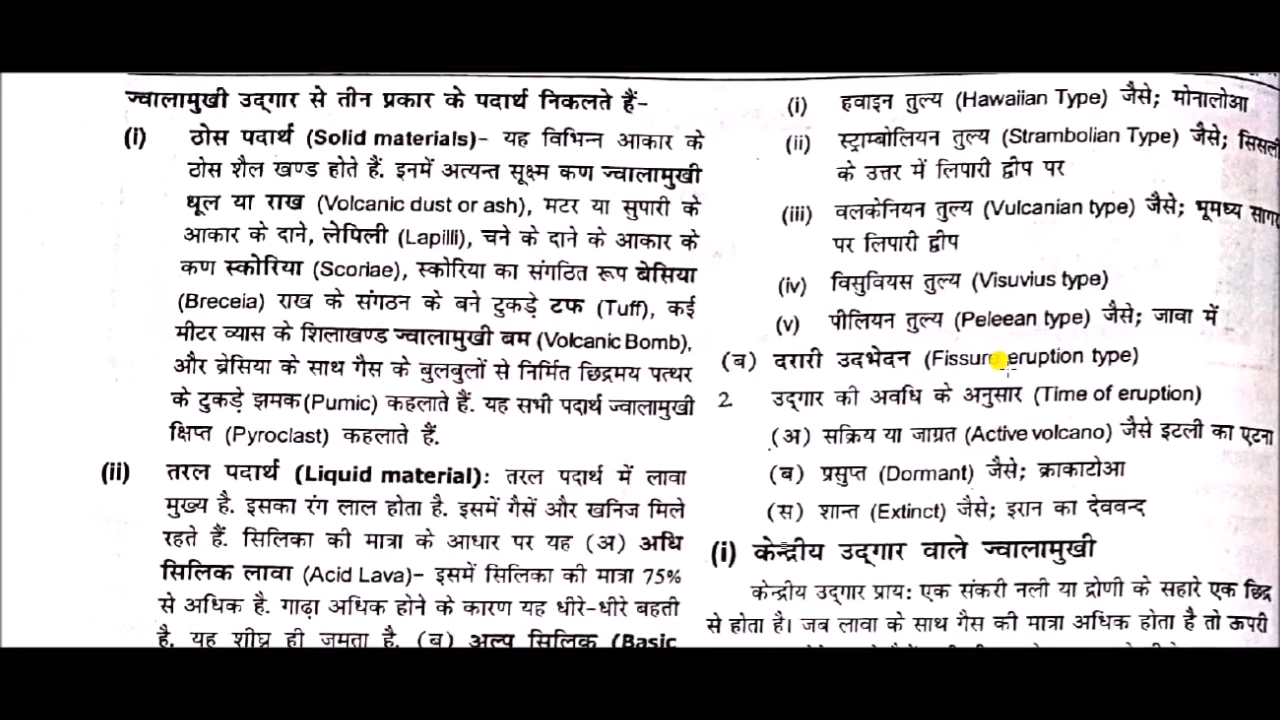 ज्वालामुखी उद्‌गार से तीन प्रकार के पदार्थ निकलते हैं-
(i) ठोस पदार्थ (Solid materials)- यह विभिन्न आकार के
ठोस शैल खण्ड होते हैं. इनमें अत्यन्त सूक्ष्म कण ज्वालामुखी
धूल या राख (Volcanic dust or ash), मटर या सुपारी के
आकार के दाने, लेपिली (Lapilli), चने के दाने के आकार के
कण स्कोरिया (Scoriae), स्कोरिया का संगठित रूप बेसिया
(Breceia) राख के संगठन के बने टुकड़े टफ (Tuff), कई
मीटर व्यास के शिलाखण्ड ज्वालामुखी बम (Volcanic Bomb),
और ब्रेसिया के साथ गैस के बुलबुलों से निर्मित छिद्रमय पत्थर
के टुकड़े झमक (Pumic) कहलाते हैं. यह सभी पदार्थ ज्वालामुखी
क्षिप्त (Pyroclast) कहलाते हैं.
(ii) तरल पदार्थ (Liquid material): तरल पदार्थ में लावा
मुख्य है. इसका रंग लाल होता है. इसमें गैसें और खनिज मिले
रहते हैं. सिलिका की मात्रा के आधार पर यह (अ) अधि
सिलिक लावा (Acid Lava)- इसमें सिलिका की मात्रा 75%
से अधिक है. गाढ़ा अधिक होने के कारण यह धीरे-धीरे बहती
है. यह शीघ्र ही जमता है. (ब) अल्प सिलिक (Basic
(i) हवाइन तुल्य (Hawaiian Type) जैसे; मोनालोआ
(ii) स्ट्राम्बोलियन तुल्य (Strambolian Type) जैसे; सिसली
के उत्तर में लिपारी द्वीप पर
(iii) वलकेनियन तुल्य (Vulcanian type) जैसे; भूमध्य सागर
पर लिपारी द्वीप
(iv) विसुवियस तुल्य (Visuvius type)
(v) पीलियन तुल्य (Peleean type) जैसे; जावा में
(ब) दरारी उदभेदन (Fissure eruption type)
2 उद्‌गार की अवधि के अनुसार (Time of eruption)
(अ) सक्रिय या जाग्रत (Active volcano) जैसे इटली का एटना
(ब) प्रसुप्त (Dormant) जैसे; क्राकाटोआ
(स) शान्त (Extinct) जैसे; इरान का देववन्द
(i) केन्द्रीय उद्‌गार वाले ज्वालामुखी
केन्द्रीय उद्‌गार प्राय: एक संकरी नली या द्रोणी के सहारे एक छिद्र
से होता है। जब लावा के साथ गैस की मात्रा अधिक होता है तो ऊपरी